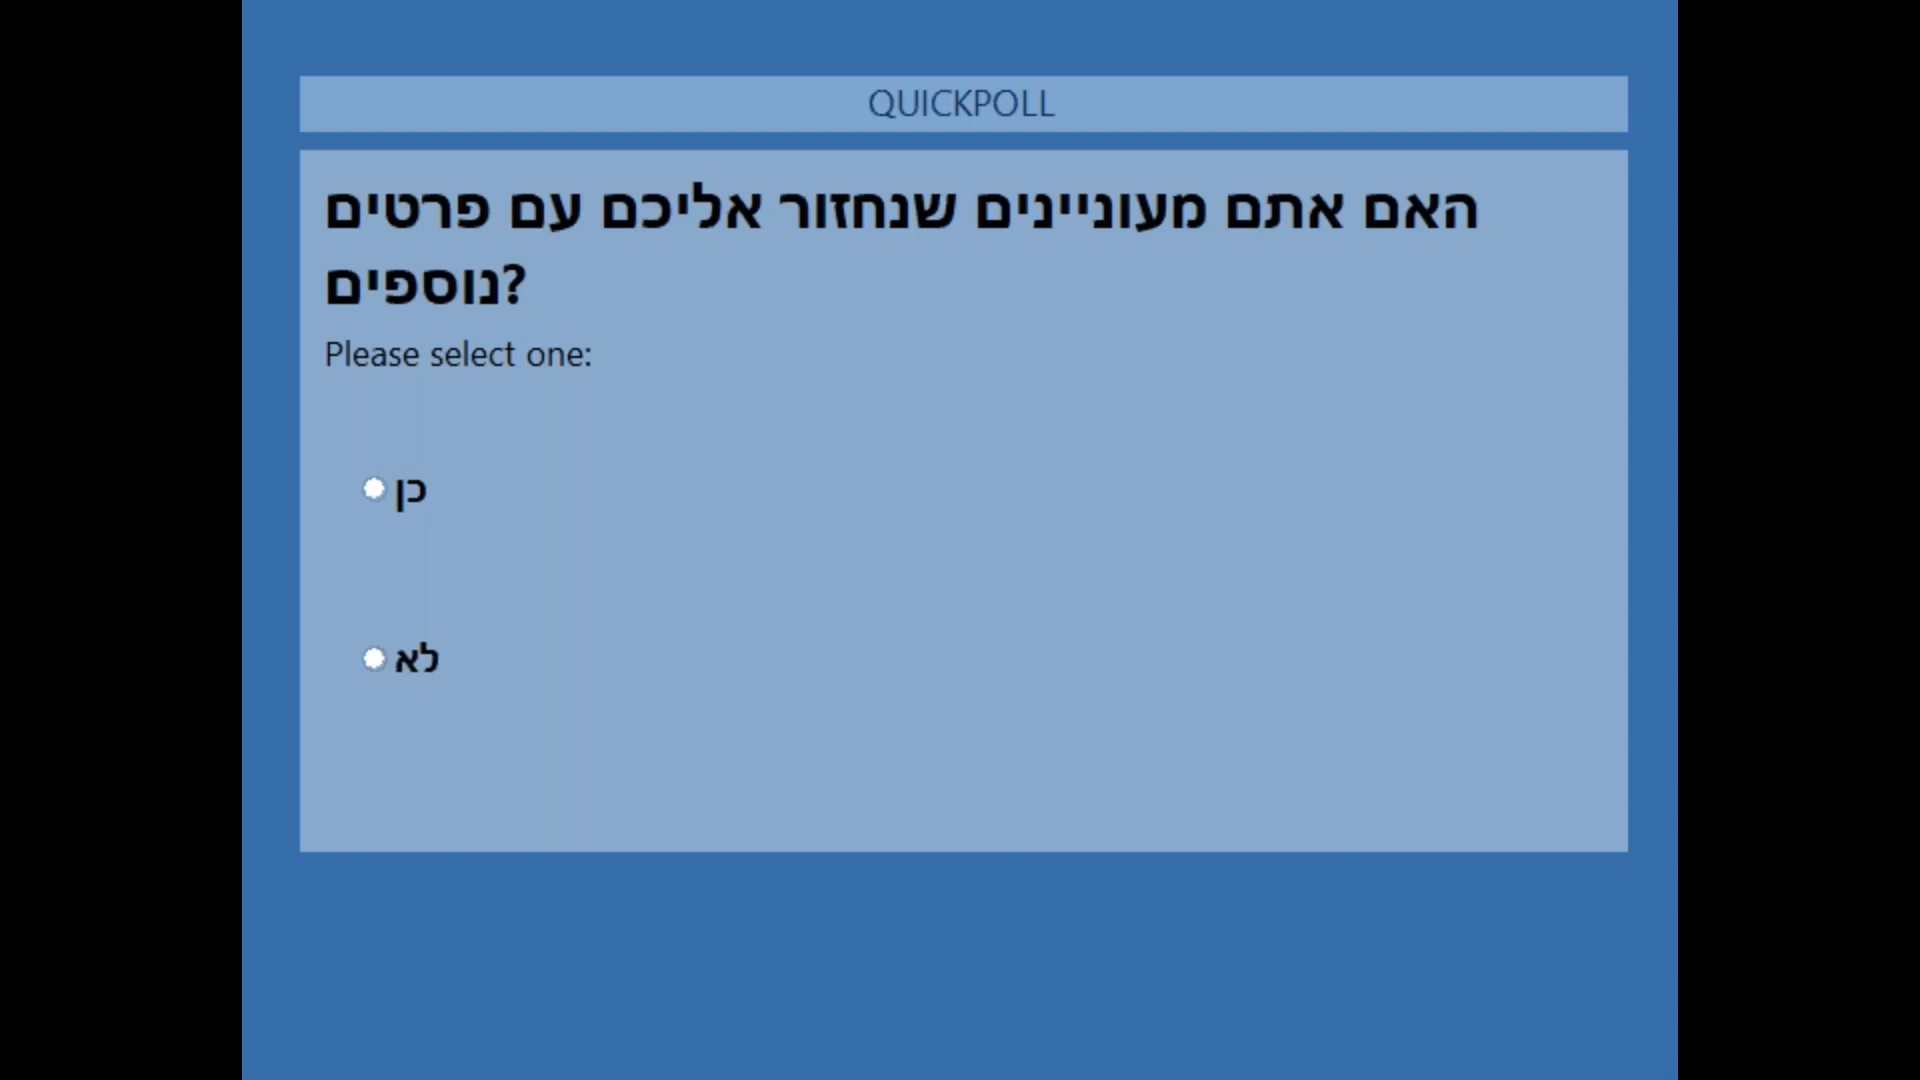 QUICKPOLL
האם אתם מעוניינים שנחזור אליכם עם פרטים
נוספים?
Please select one:
כן
לא